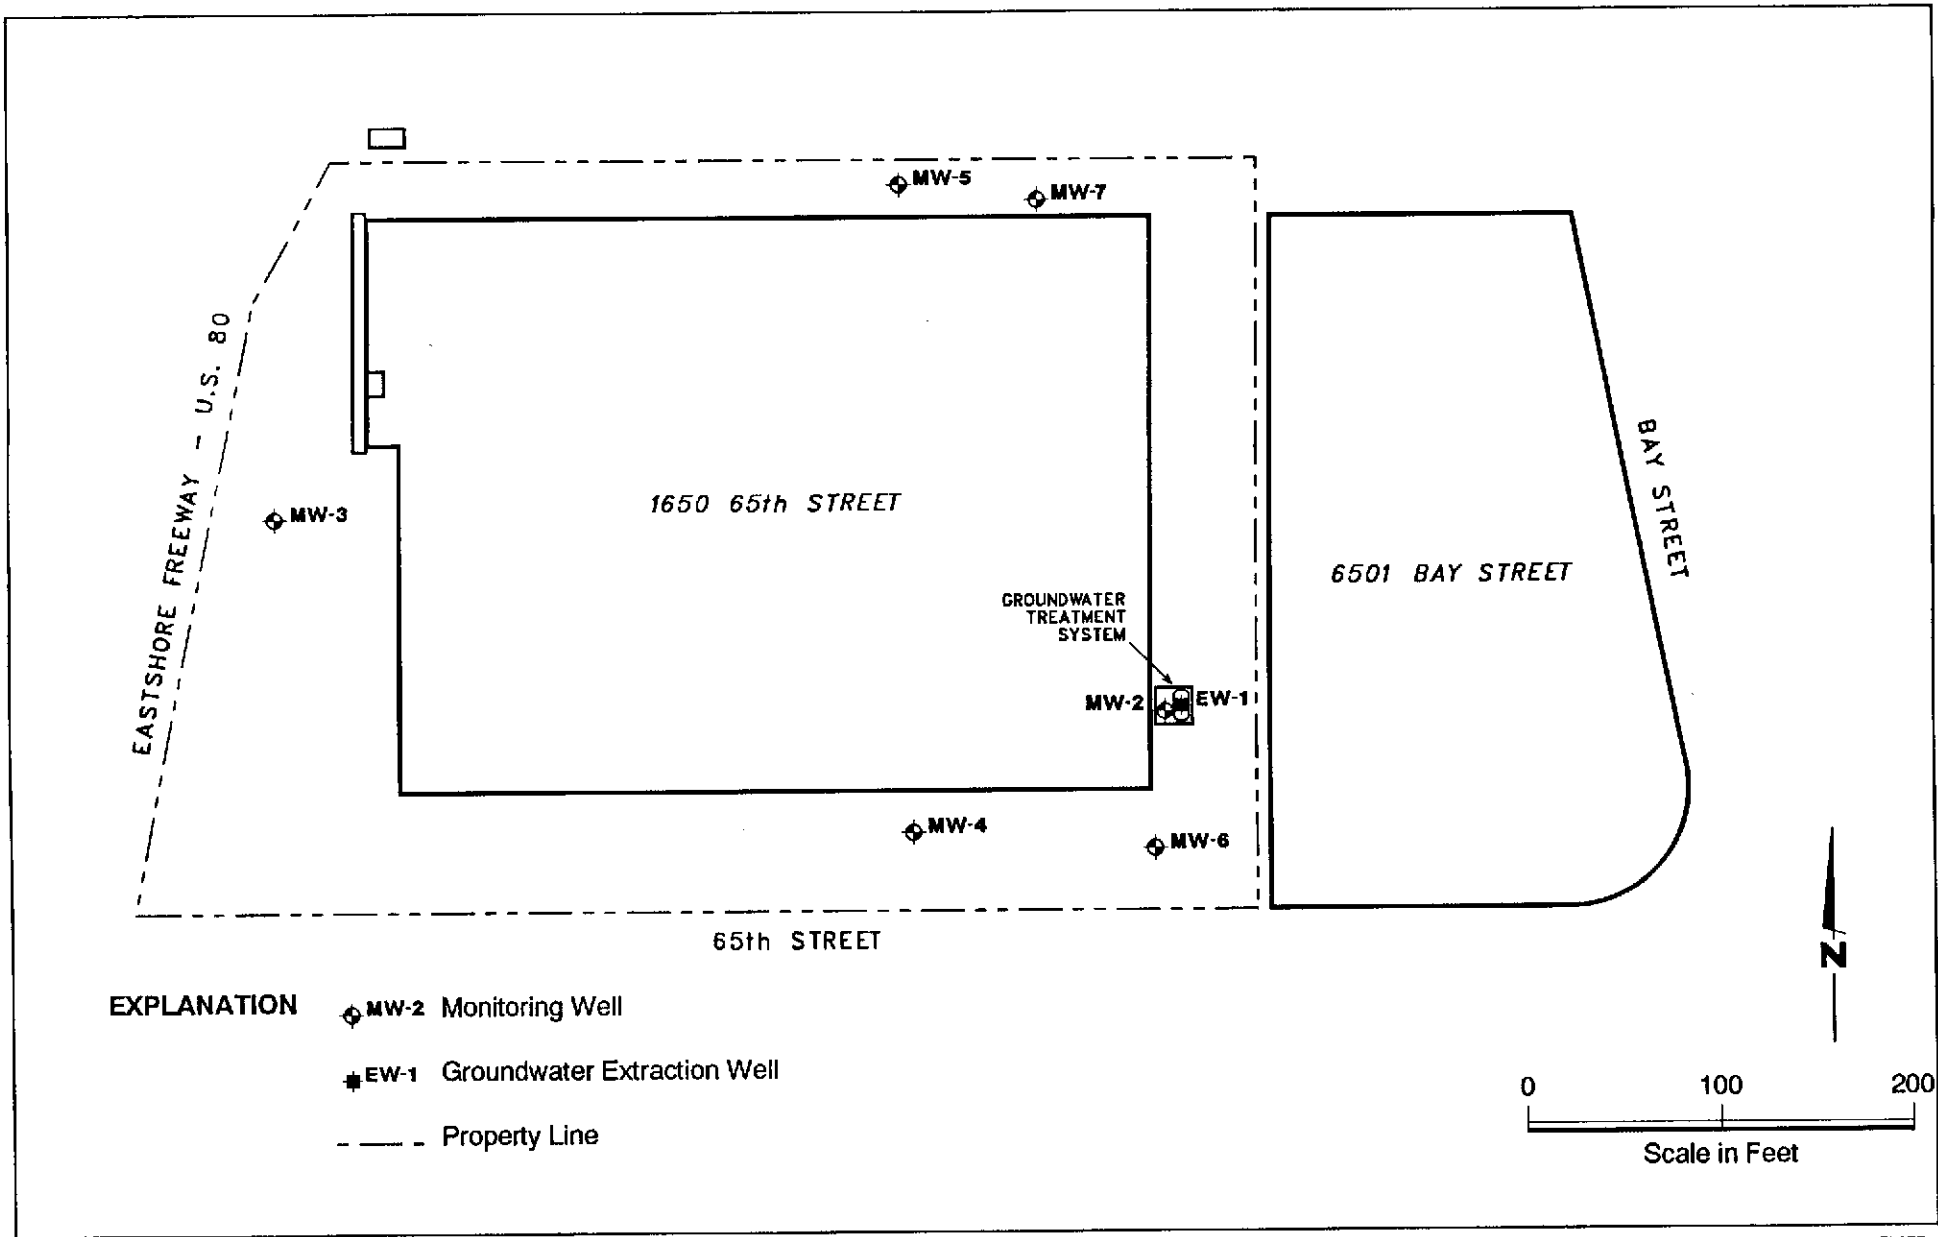 MW-5
MW-7
EASTSHORE FREEWAY - U.S. 80
MW-3
1650 65th STREET
BAY STREET
6501 BAY STREET
GROUNDWATER
TREATMENT
SYSTEM
MW-2
EW-1
MW-4
MW-6
65th STREET
N
EXPLANATION
MW-2 Monitoring Well
EW-1 Groundwater Extraction Well
Property Line
0 100 200
Scale in Feet